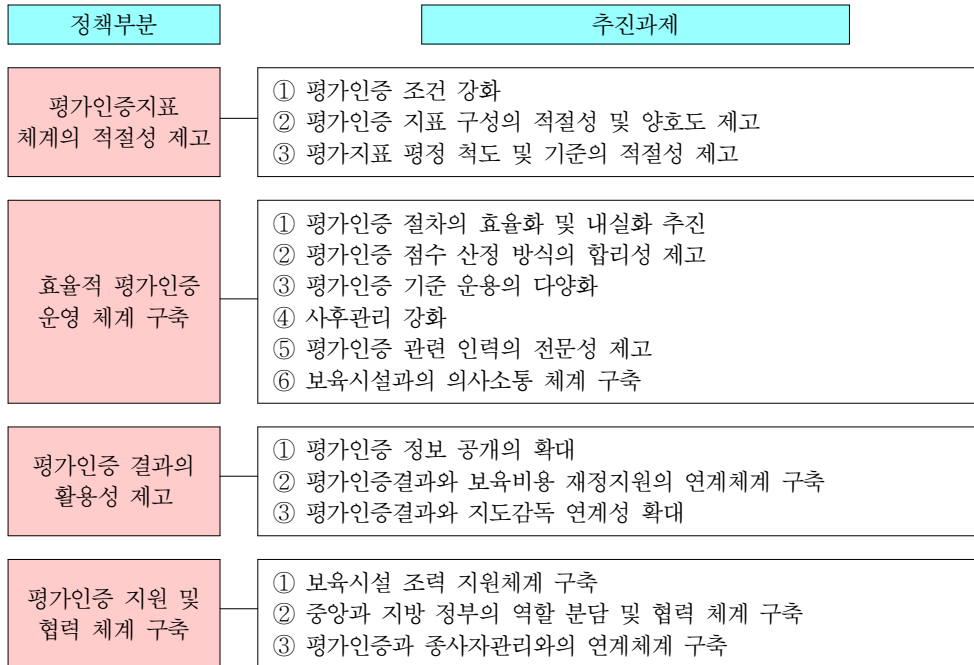 정책부분
추진과제
평가인증지표
체계의 적절성 제고
① 평가인증 조건 강화
② 평가인증 지표 구성의 적절성 및 양호도 제고
③ 평가지표 평정 척도 및 기준의 적절성 제고
효율적 평가인증
운영 체계 구축
① 평가인증 절차의 효율화 및 내실화 추진
② 평가인증 점수 산정 방식의 합리성 제고
③ 평가인증 기준 운용의 다양화
④ 사후관리 강화
⑤ 평가인증 관련 인력의 전문성 제고
⑥ 보육시설과의 의사소통 체계 구축
평가인증 결과의
활용성 제고
① 평가인증 정보 공개의 확대
② 평가인증결과와 보육비용 재정지원의 연계체계 구축
③ 평가인증결과와 지도감독 연계성 확대
평가인증 지원 및
협력 체계 구축
① 보육시설 조력 지원체계 구축
② 중앙과 지방 정부의 역할 분담 및 협력 체계 구축
③ 평가인증과 종사자관리와의 연계체계 구축